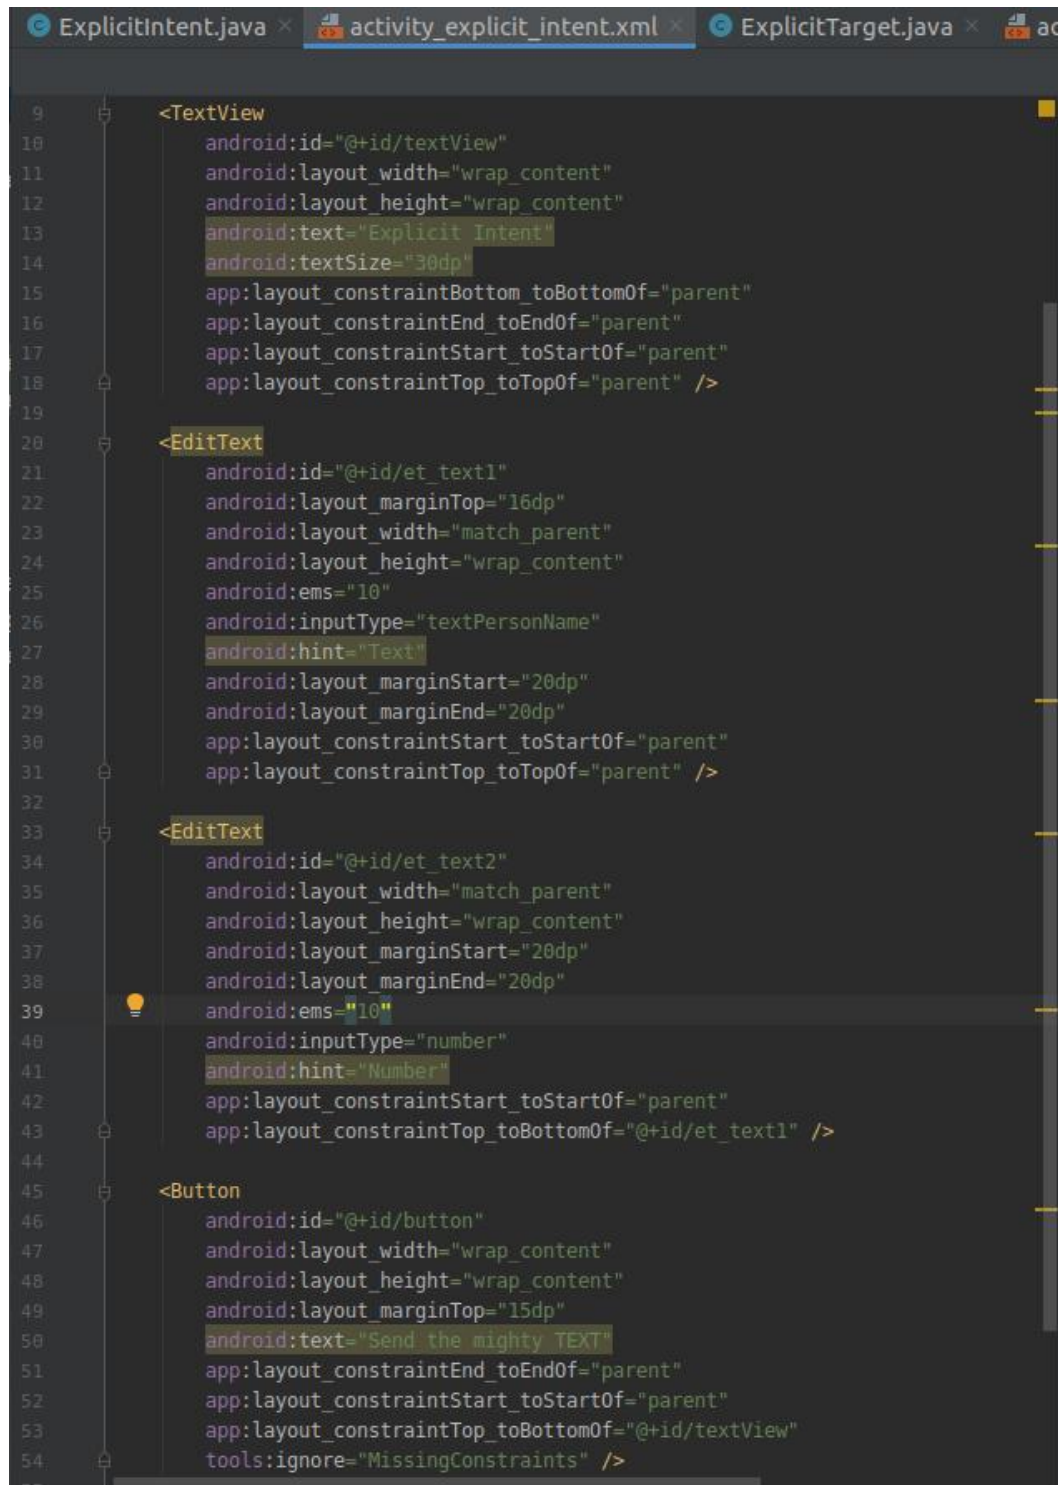 ExplicitIntent.java × activity_explicit_intent.xml × ExplicitTarget.java × ac
9 <TextView
10 android:id="@+id/textView"
11 android:layout_width="wrap_content"
12 android:layout_height="wrap_content"
13 android:text="Explicit Intent"
14 android:textSize="30dp"
15 app:layout_constraintBottom_toBottomOf="parent"
16 app:layout_constraintEnd_toEndOf="parent"
17 app:layout_constraintStart_toStartOf="parent"
18 app:layout_constraintTop_toTopOf="parent" />
19
20 <EditText
21 android:id="@+id/et_text1"
22 android:layout_marginTop="16dp"
23 android:layout_width="match_parent"
24 android:layout_height="wrap_content"
25 android:ems="10"
26 android:inputType="textPersonName"
27 android:hint="Text"
28 android:layout_marginStart="20dp"
29 android:layout_marginEnd="20dp"
30 app:layout_constraintStart_toStartOf="parent"
31 app:layout_constraintTop_toTopOf="parent" />
32
33 <EditText
34 android:id="@+id/et_text2"
35 android:layout_width="match_parent"
36 android:layout_height="wrap_content"
37 android:layout_marginStart="20dp"
38 android:layout_marginEnd="20dp"
39 android:ems="10"
40 android:inputType="number"
41 android:hint="Number"
42 app:layout_constraintStart_toStartOf="parent"
43 app:layout_constraintTop_toBottomOf="@+id/et_text1" />
44
45 <Button
46 android:id="@+id/button"
47 android:layout_width="wrap_content"
48 android:layout_height="wrap_content"
49 android:layout_marginTop="15dp"
50 android:text="Send the mighty TEXT"
51 app:layout_constraintEnd_toEndOf="parent"
52 app:layout_constraintStart_toStartOf="parent"
53 app:layout_constraintTop_toBottomOf="@+id/textView"
54 tools:ignore="MissingConstraints" />